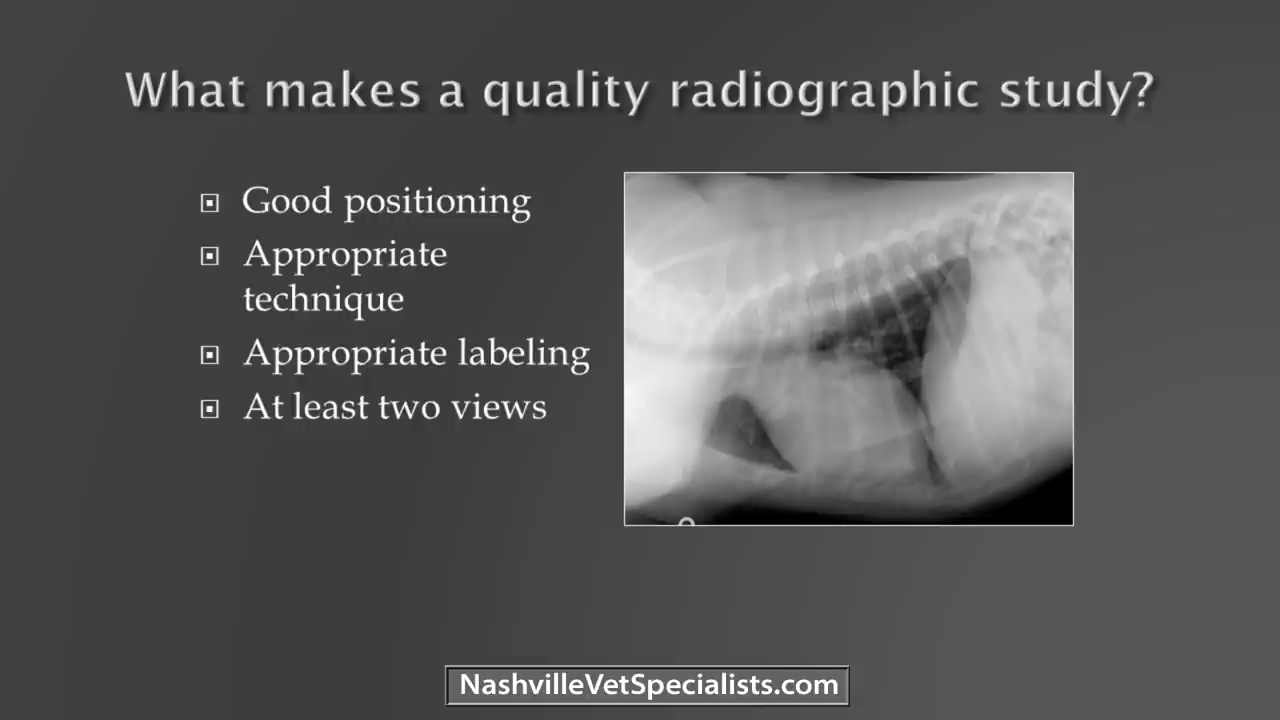 What makes a quality radiographic study?
Good positioning
Appropriate
technique
Appropriate labeling
At least two views
NashvilleVetSpecialists.com